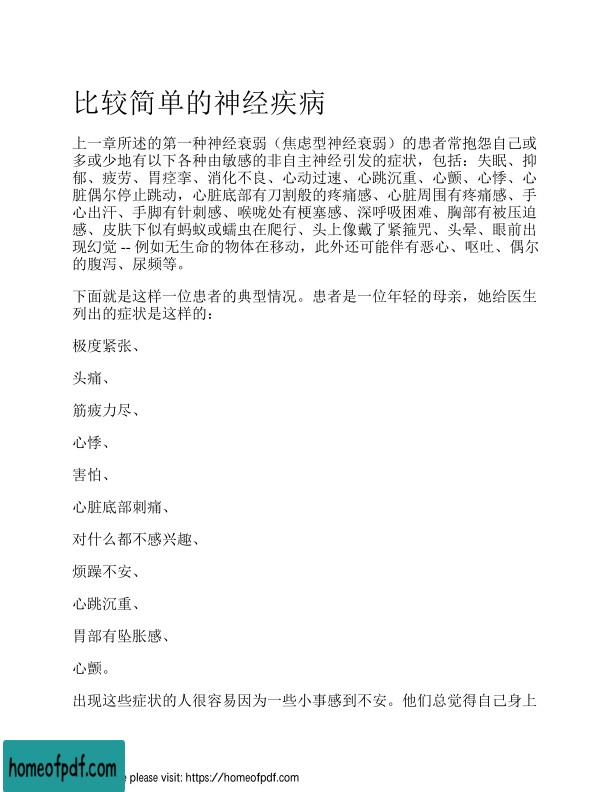 比较简单的神经疾病
上一章所述的第一种神经衰弱（焦虑型神经衰弱）的患者常抱怨自己或
多或少地有以下各种由敏感的非自主神经引发的症状，包括：失眠、抑
郁、疲劳、胃痉挛、消化不良、心动过速、心跳沉重、心颤、心悸、心
脏偶尔停止跳动，心脏底部有刀割般的疼痛感、心脏周围有疼痛感、手
心出汗、手脚有针刺感、喉咙处有梗塞感、深呼吸困难、胸部有被压迫
感、皮肤下似有蚂蚁或蠕虫在爬行、头上像戴了紧箍咒、头晕、眼前出
现幻觉 -- 例如无生命的物体在移动，此外还可能伴有恶心、呕吐、偶尔
的腹泻、尿频等。
下面就是这样一位患者的典型情况。患者是一位年轻的母亲，她给医生
列出的症状是这样的：
极度紧张、
头痛、
筋疲力尽、
心悸、
害怕、
心脏底部刺痛、
对什么都不感兴趣、
烦躁不安、
心跳沉重、
胃部有坠胀感、
心颤。
出现这些症状的人很容易因为一些小事感到不安。他们总觉得自己身上
homeofpdf.com
e please visit: https://homeofpdf.com